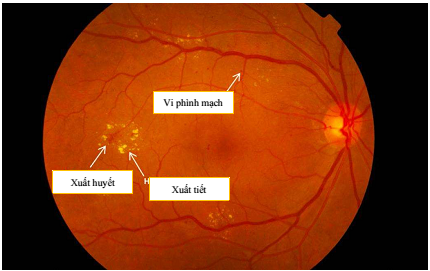 Vi phình mạch
Xuất huyết
H
Xuất tiết